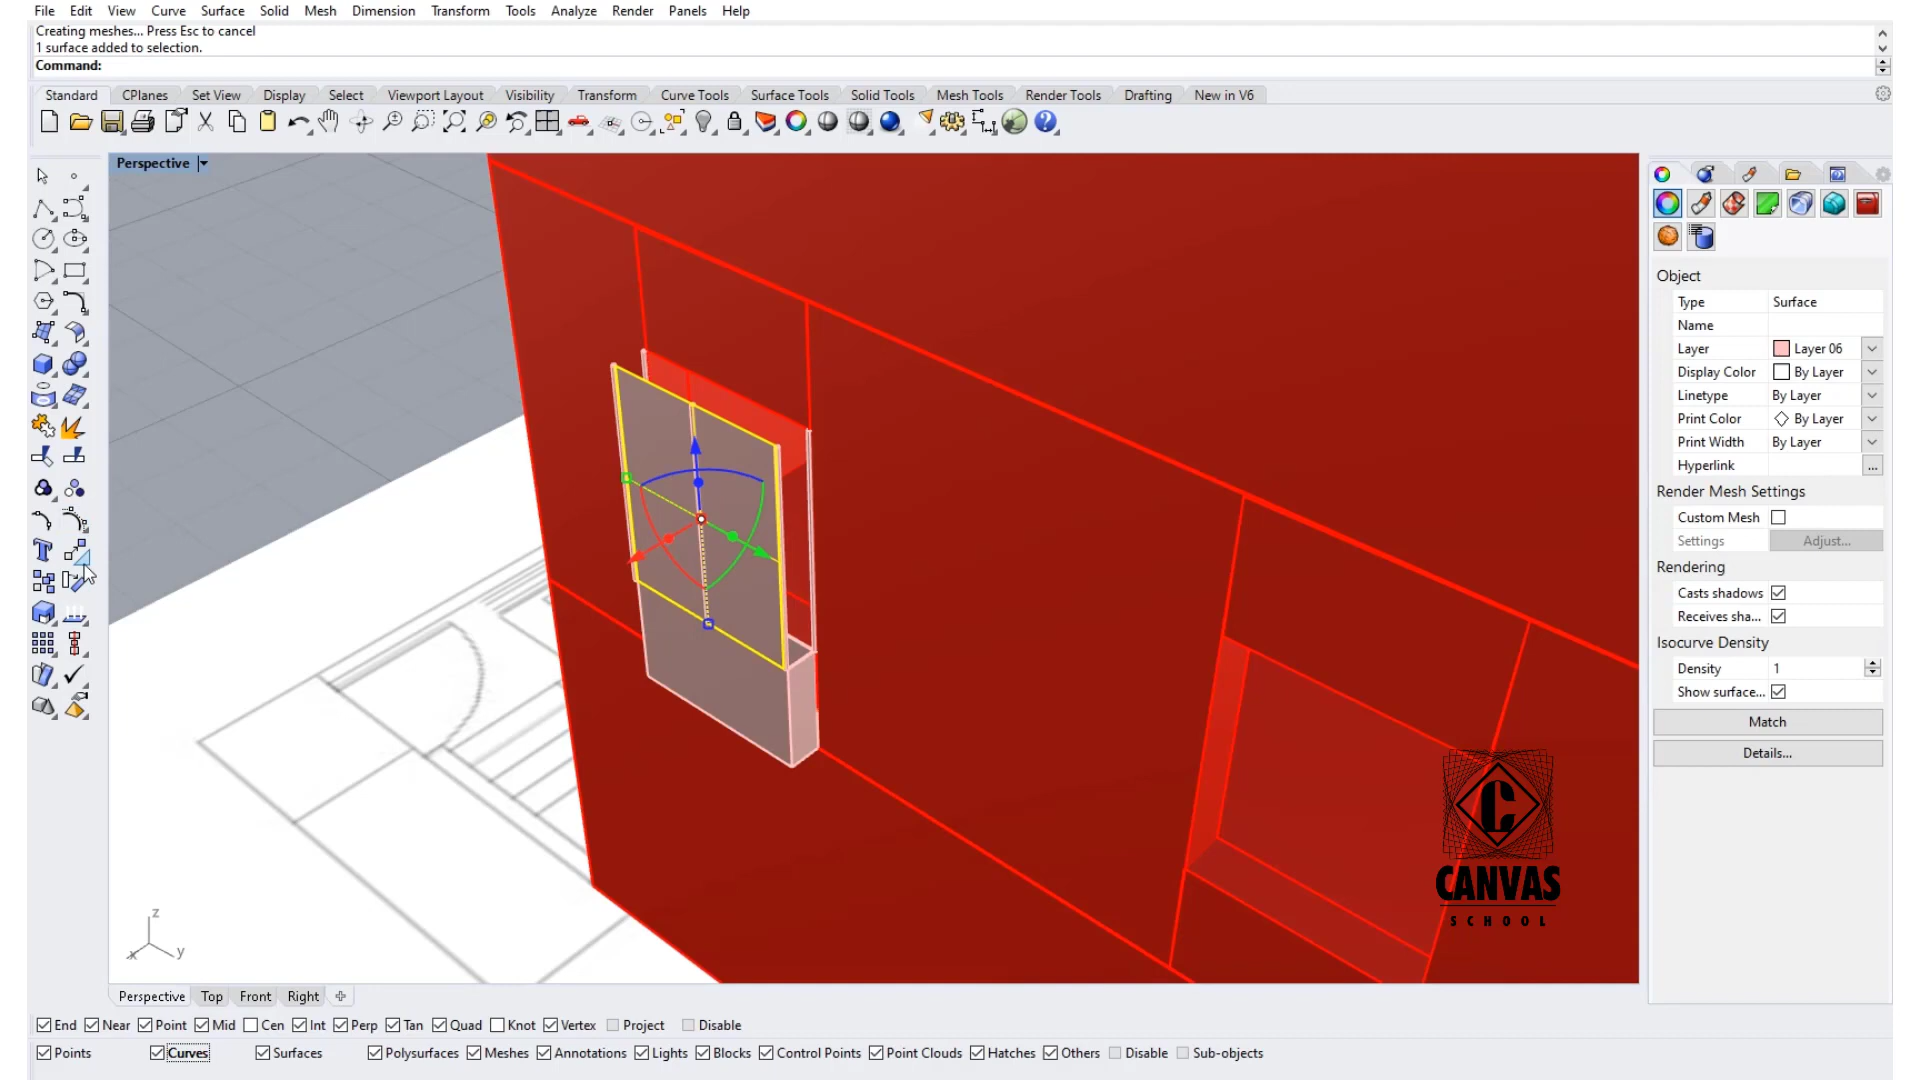 File Edit View Curve Surface Solid Mesh Dimension Transform Tools Analyze Render Panels Help
Creating meshes... Press Esc to cancel
1 surface added to selection.
Command:
Standard CPlanes Set View Display Select Viewport Layout Visibility Transform Curve Tools Surface Tools Solid Tools Mesh Tools Render Tools Drafting New in V6
Perspective
Object
Type Surface
Name
Layer Layer 06
Display Color By Layer
Linetype By Layer
Print Color By Layer
Print Width By Layer
Hyperlink ...
Render Mesh Settings
Custom Mesh
Settings Adjust...
Rendering
Casts shadows
Receives sha...
Isocurve Density
Density 1
Show surface...
Match
Details...
CANVAS
SCHOOL
z
x y
Perspective Top Front Right
End Near Point Mid Cen Int Perp Tan Quad Knot Vertex Project Disable
Points Curves Surfaces Polysurfaces Meshes Annotations Lights Blocks Control Points Point Clouds Hatches Others Disable Sub-objects